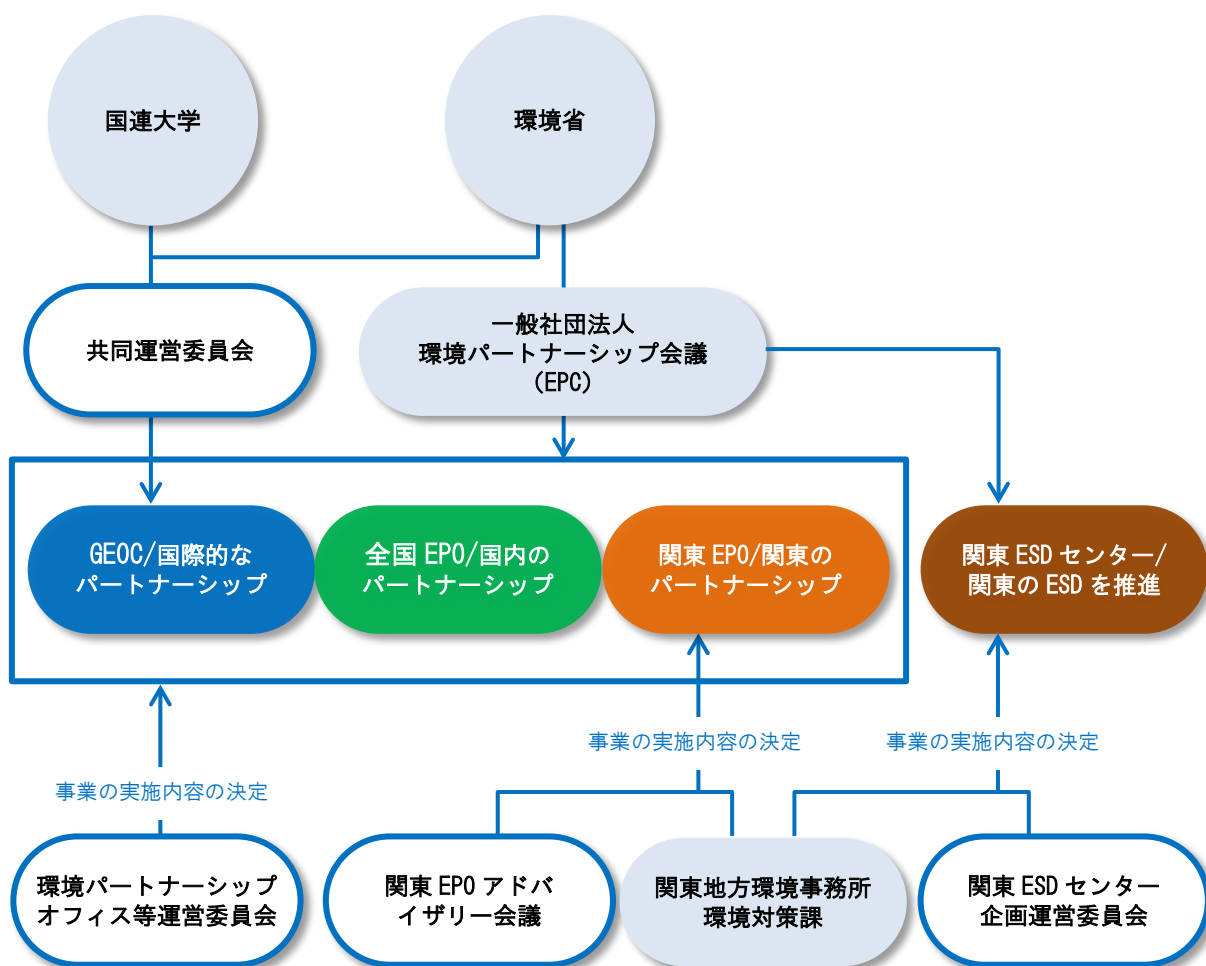 国連大学
環境省
共同運営委員会
一般社団法人
環境パートナーシップ会議
(EPC)
GEOC/国際的な
パートナーシップ
全国 EPO/国内の
パートナーシップ
関東 EPO/関東の
パートナーシップ
関東 ESD センター/
関東の ESD を推進
事業の実施内容の決定
事業の実施内容の決定
事業の実施内容の決定
環境パートナーシップ
オフィス等運営委員会
関東 EPO アドバ
イザリー会議
関東地方環境事務所
環境対策課
関東 ESD センター
企画運営委員会